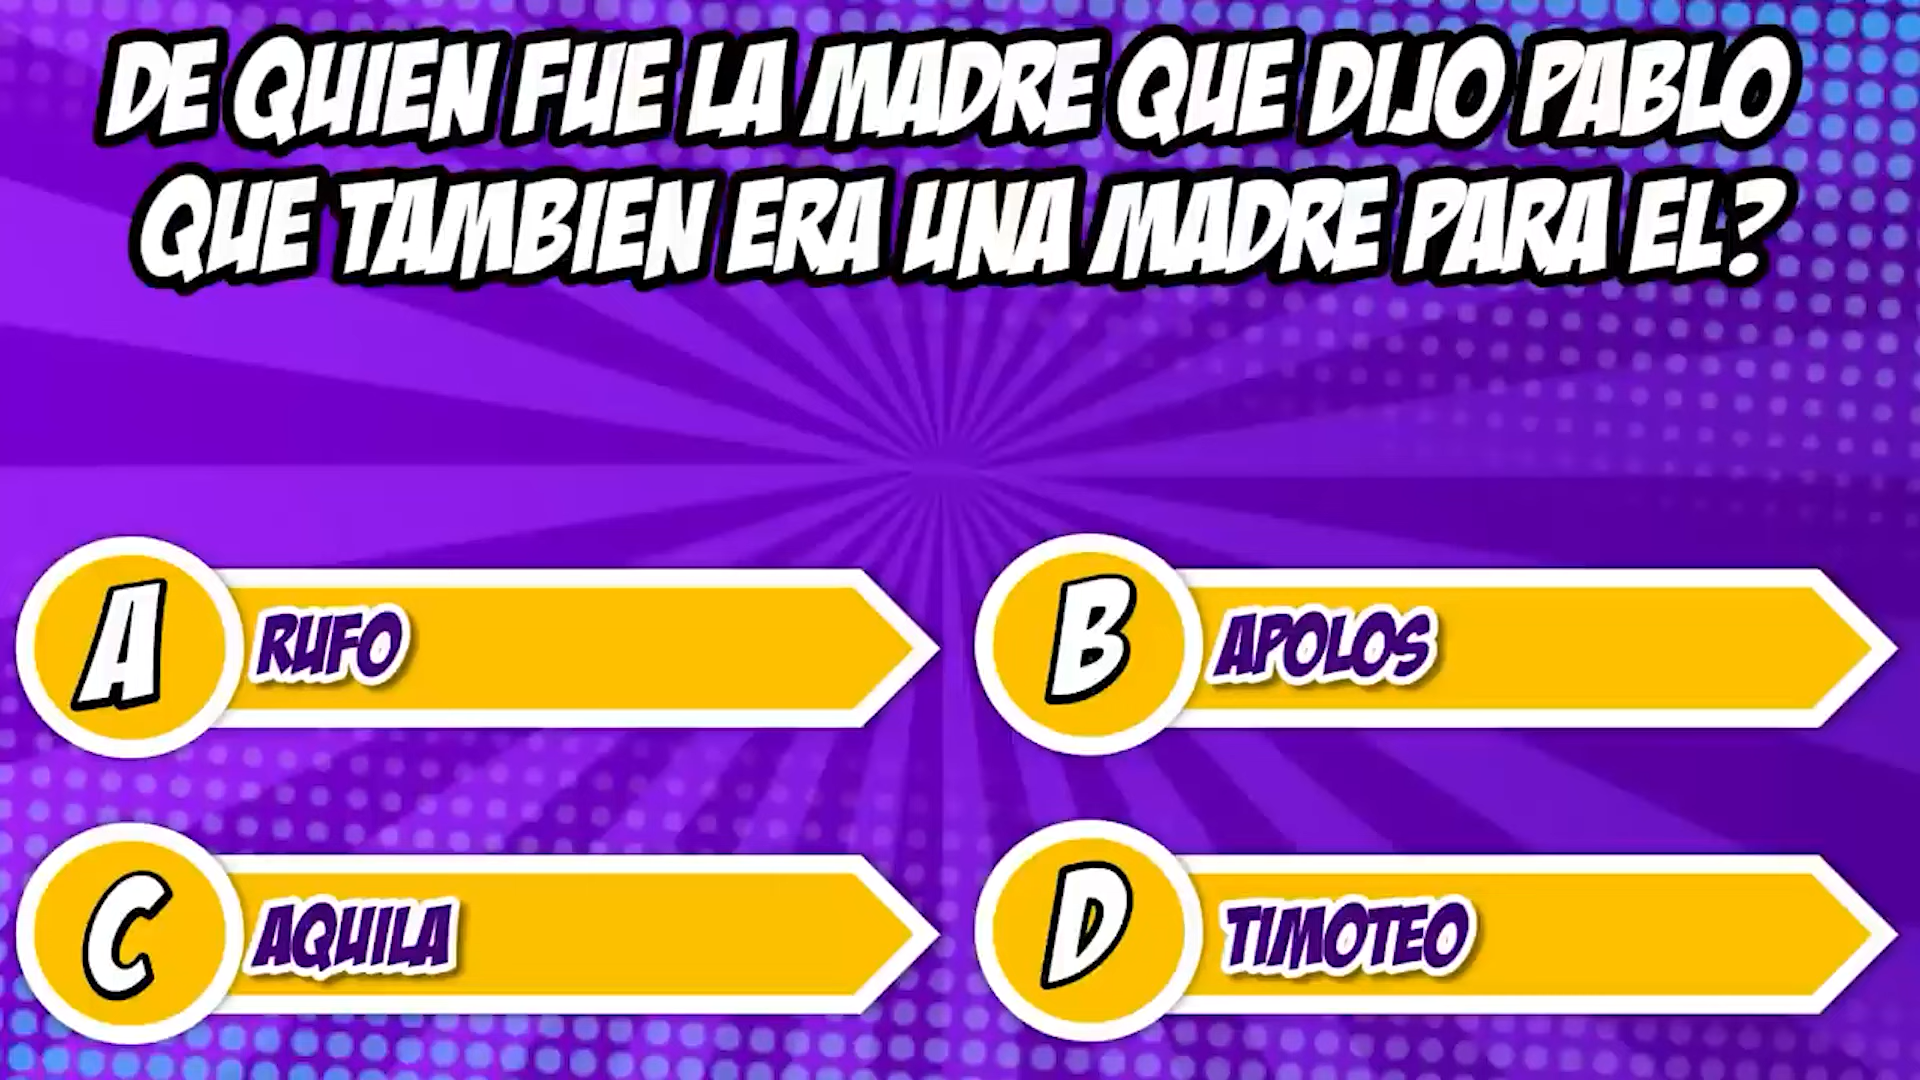 DE QUIEN FUE LA MADRE QUE DIJO PABLO
QUE TAMBIEN ERA UNA MADRE PARA EL?
A RUFO
B APOLOS
C AQUILA
D TIMOTEO